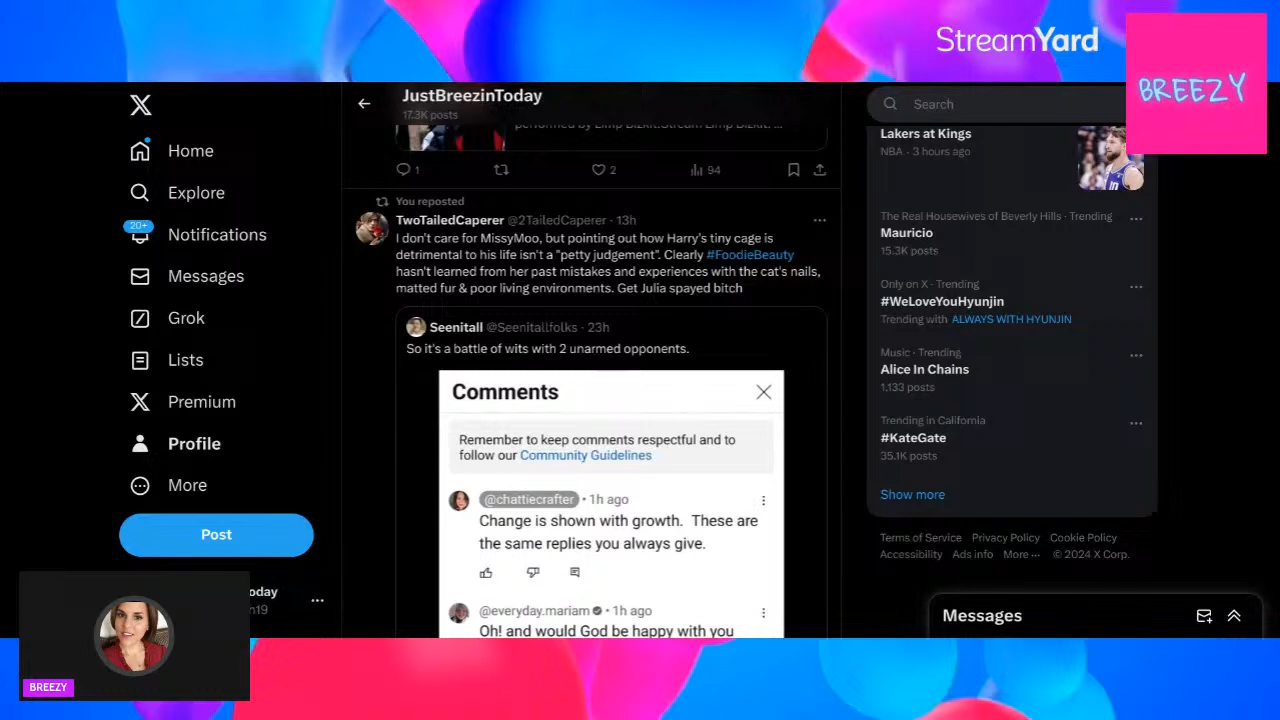 StreamYard
BREEZY
X
Home
Explore
20+
Notifications
Messages
Grok
Lists
Premium
Profile
More
Post
oday
n19
BREEZY
JustBreezinToday
17.3K posts
performed by Limp Bizkit.Stream Limp Bizkit. ...
1
2
94
You reposted
TwoTailedCaperer @2TailedCaperer · 13h
I don't care for MissyMoo, but pointing out how Harry's tiny cage is
detrimental to his life isn't a "petty judgement". Clearly #FoodieBeauty
hasn't learned from her past mistakes and experiences with the cat's nails,
matted fur & poor living environments. Get Julia spayed bitch
Seenitall @Seenitallfolks · 23h
So it's a battle of wits with 2 unarmed opponents.
Comments
Remember to keep comments respectful and to
follow our Community Guidelines
@chattiecrafter · 1h ago
Change is shown with growth. These are
the same replies you always give.
@everyday.mariam · 1h ago
Oh! and would God be happy with you
Search
Lakers at Kings
NBA · 3 hours ago
The Real Housewives of Beverly Hills · Trending
Mauricio
15.3K posts
Only on X · Trending
#WeLoveYouHyunjin
Trending with ALWAYS WITH HYUNJIN
Music · Trending
Alice In Chains
1,133 posts
Trending in California
#KateGate
35.1K posts
Show more
Terms of Service Privacy Policy Cookie Policy
Accessibility Ads info More ··· © 2024 X Corp.
Messages